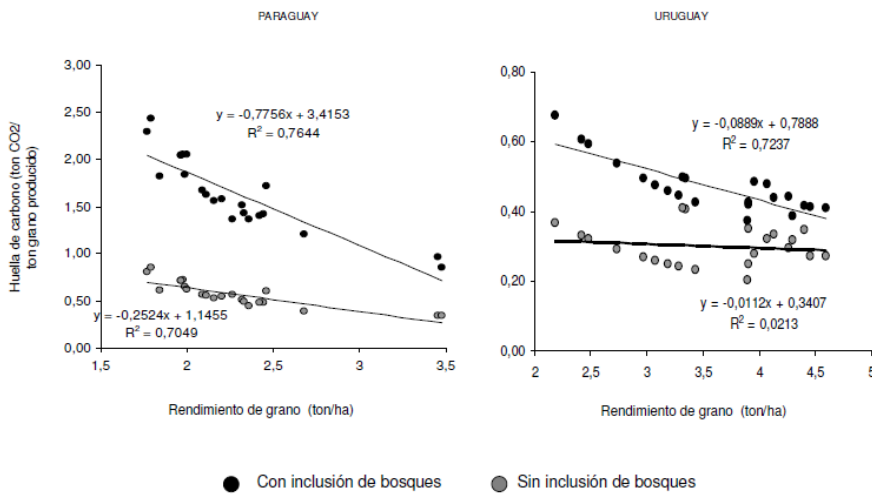 PARAGUAY
Huella de carbono (ton CO2/
ton grano producido)
3,00
2,50
2,00
1,50
1,00
0,50
0,00
y = -0,7756x + 3,4153
R² = 0,7644
y = -0,2524x + 1,1455
R² = 0,7049
1,5
2
2,5
3
3,5
Rendimiento de grano (ton/ha)
URUGUAY
0,80
0,60
0,40
0,20
0,00
y = -0,0889x + 0,7888
R² = 0,7237
y = -0,0112x + 0,3407
R² = 0,0213
2
2,5
3
3,5
4
4,5
5
Rendimiento de grano (ton/ha)
Con inclusión de bosques
Sin inclusión de bosques